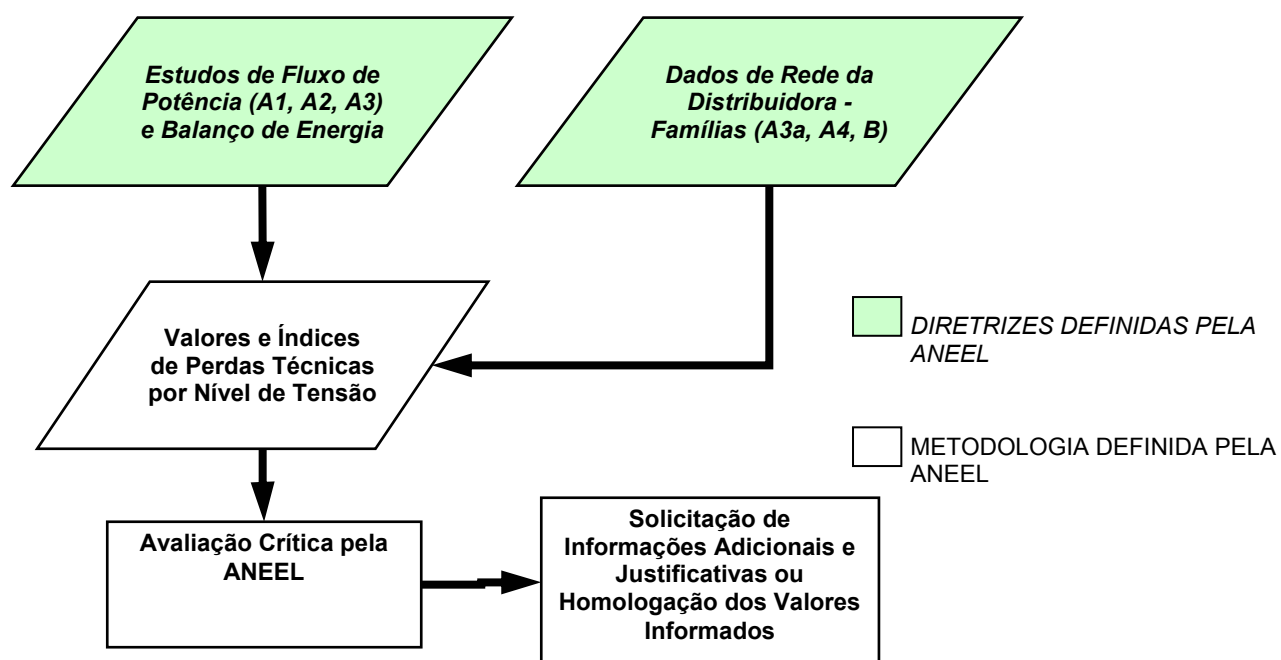 Estudos de Fluxo de
Potência (A1, A2, A3)
e Balanço de Energia
Dados de Rede da
Distribuidora -
Famílias (A3a, A4, B)
Valores e Índices
de Perdas Técnicas
por Nível de Tensão
DIRETRIZES DEFINIDAS PELA
ANEEL
METODOLOGIA DEFINIDA PELA
ANEEL
Avaliação Crítica pela
ANEEL
Solicitação de
Informações Adicionais e
Justificativas ou
Homologação dos Valores
Informados